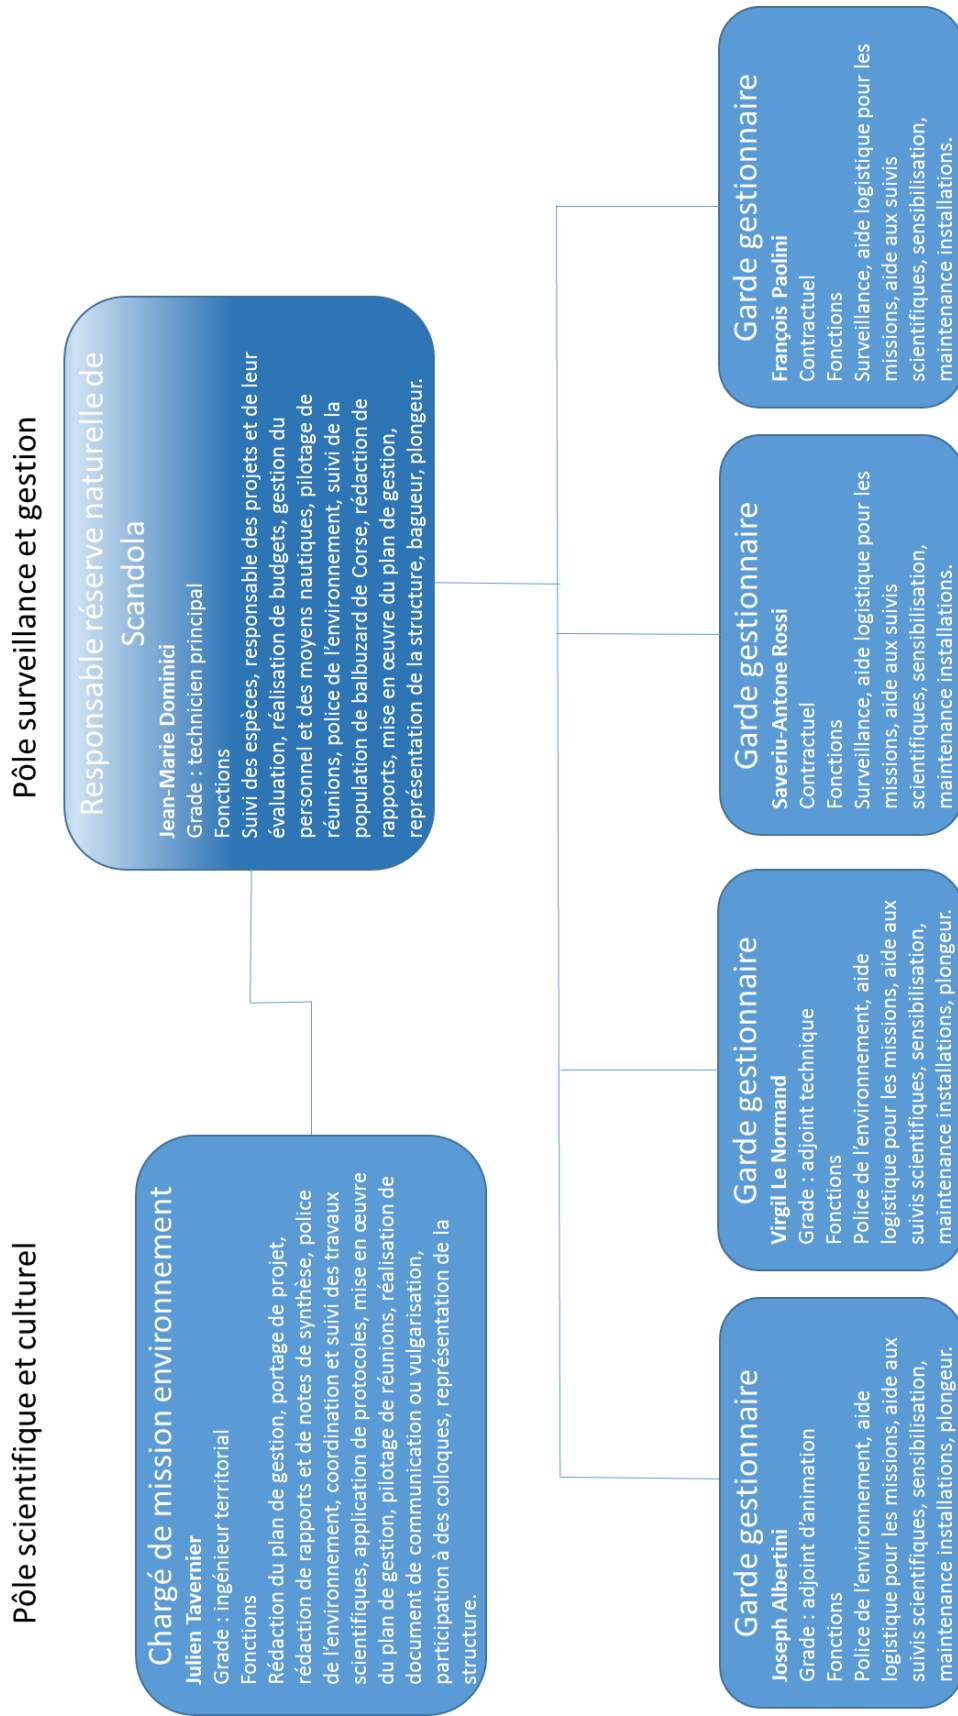 Pôle scientifique et culturel
Pôle surveillance et gestion
Chargé de mission environnement
Julien Tavernier
Grade : ingénieur territorial
Fonctions
Rédaction du plan de gestion, portage de projet,
rédaction de rapports et de notes de synthèse, police
de l'environnement, coordination et suivi des travaux
scientifiques, application de protocoles, mise en œuvre
du plan de gestion, pilotage de réunions, réalisation de
document de communication ou vulgarisation,
participation à des colloques, représentation de la
structure.
Responsable réserve naturelle de
Scandola
Jean-Marie Dominici
Grade : technicien principal
Fonctions
Suivi des espèces, responsable des projets et de leur
évaluation, réalisation de budgets, gestion du
personnel et des moyens nautiques, pilotage de
réunions, police de l'environnement, suivi de la
population de balbuzard de Corse, rédaction de
rapports, mise en œuvre du plan de gestion,
représentation de la structure, bagueur, plongeur.
Garde gestionnaire
Joseph Albertini
Grade : adjoint d'animation
Fonctions
Police de l'environnement, aide
logistique pour les missions, aide aux
suivis scientifiques, sensibilisation,
maintenance installations, plongeur.
Garde gestionnaire
Virgil Le Normand
Grade : adjoint technique
Fonctions
Police de l'environnement, aide
logistique pour les missions, aide aux
suivis scientifiques, sensibilisation,
maintenance installations, plongeur.
Garde gestionnaire
Saveriu-Antone Rossi
Contractuel
Fonctions
Surveillance, aide logistique pour les
missions, aide aux suivis
scientifiques, sensibilisation,
maintenance installations.
Garde gestionnaire
François Paolini
Contractuel
Fonctions
Surveillance, aide logistique pour les
missions, aide aux suivis
scientifiques, sensibilisation,
maintenance installations.